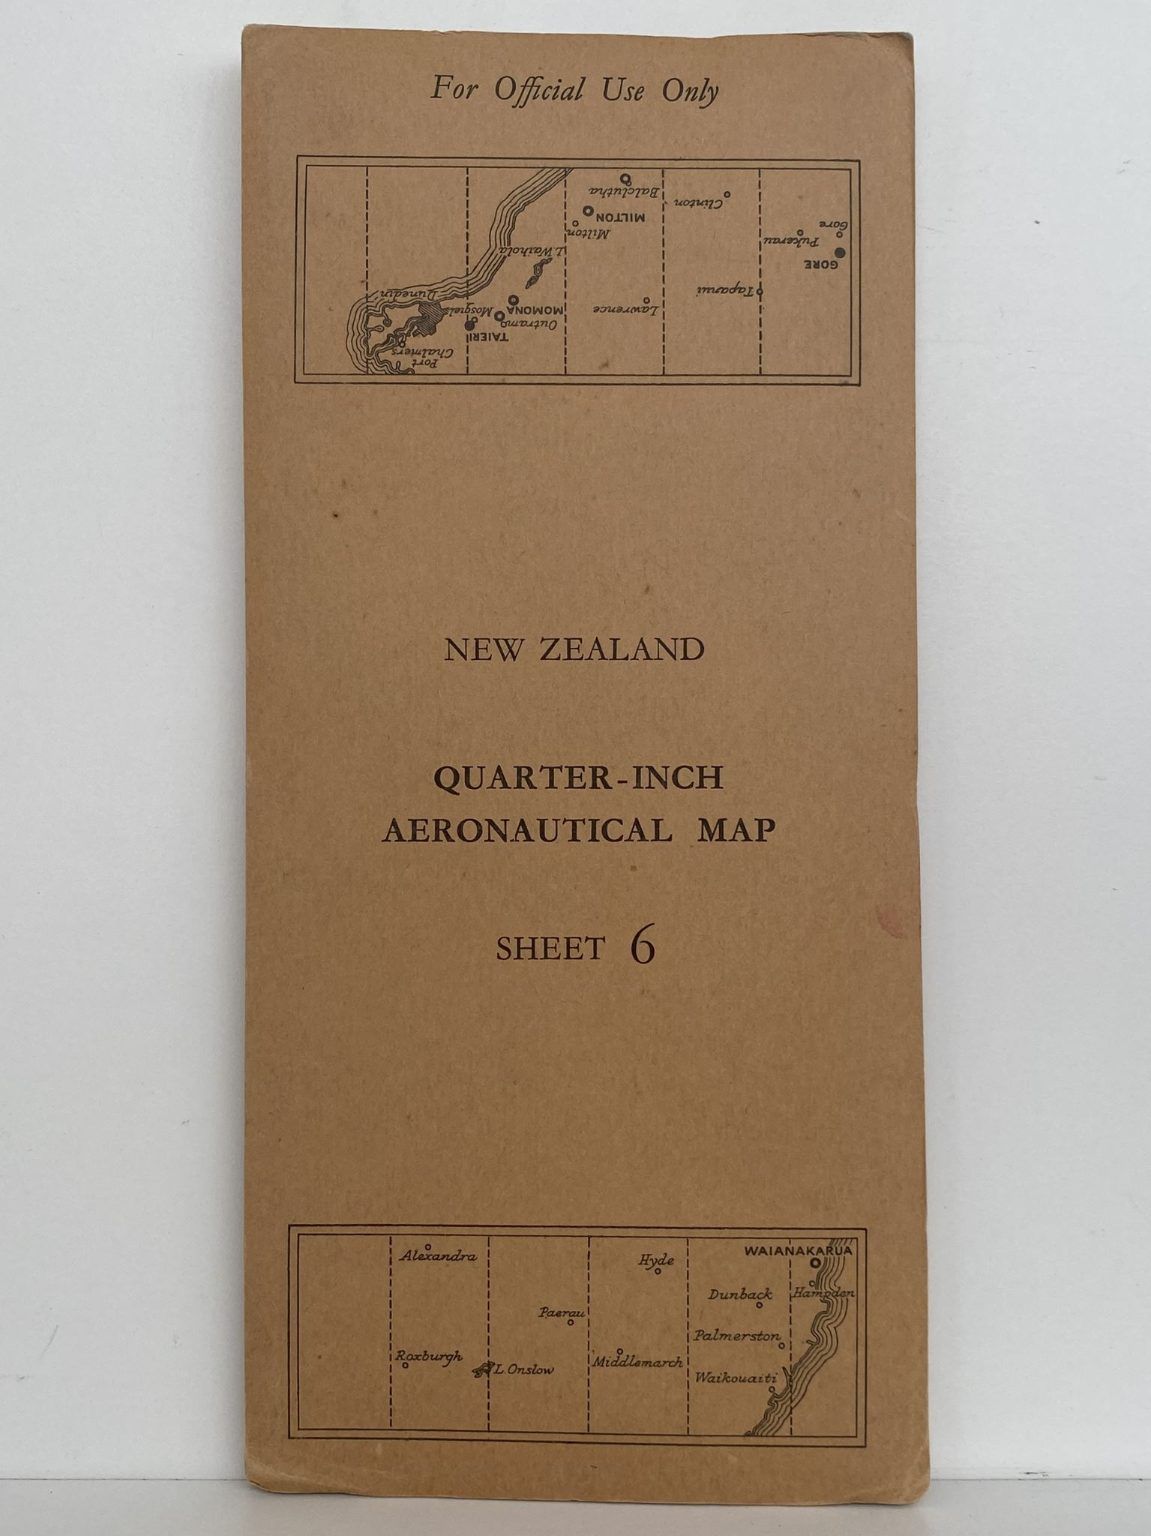 For Official Use Only
Balclutha
Clinton
MILTON
Milton
Gore
Pukerau
GORE
L. Waihola
Tapanui
Dunedin
Lawrence
Mosgiel
MOMONA
Outram
TAIERI
Port
Chalmers
NEW ZEALAND
QUARTER-INCH
AERONAUTICAL MAP
SHEET 6
WAIANAKARUA
Alexandra
Hyde
Dunback
Hampden
Paerau
Palmerston
Roxburgh
L. Onslow
Middlemarch
Waikouaiti